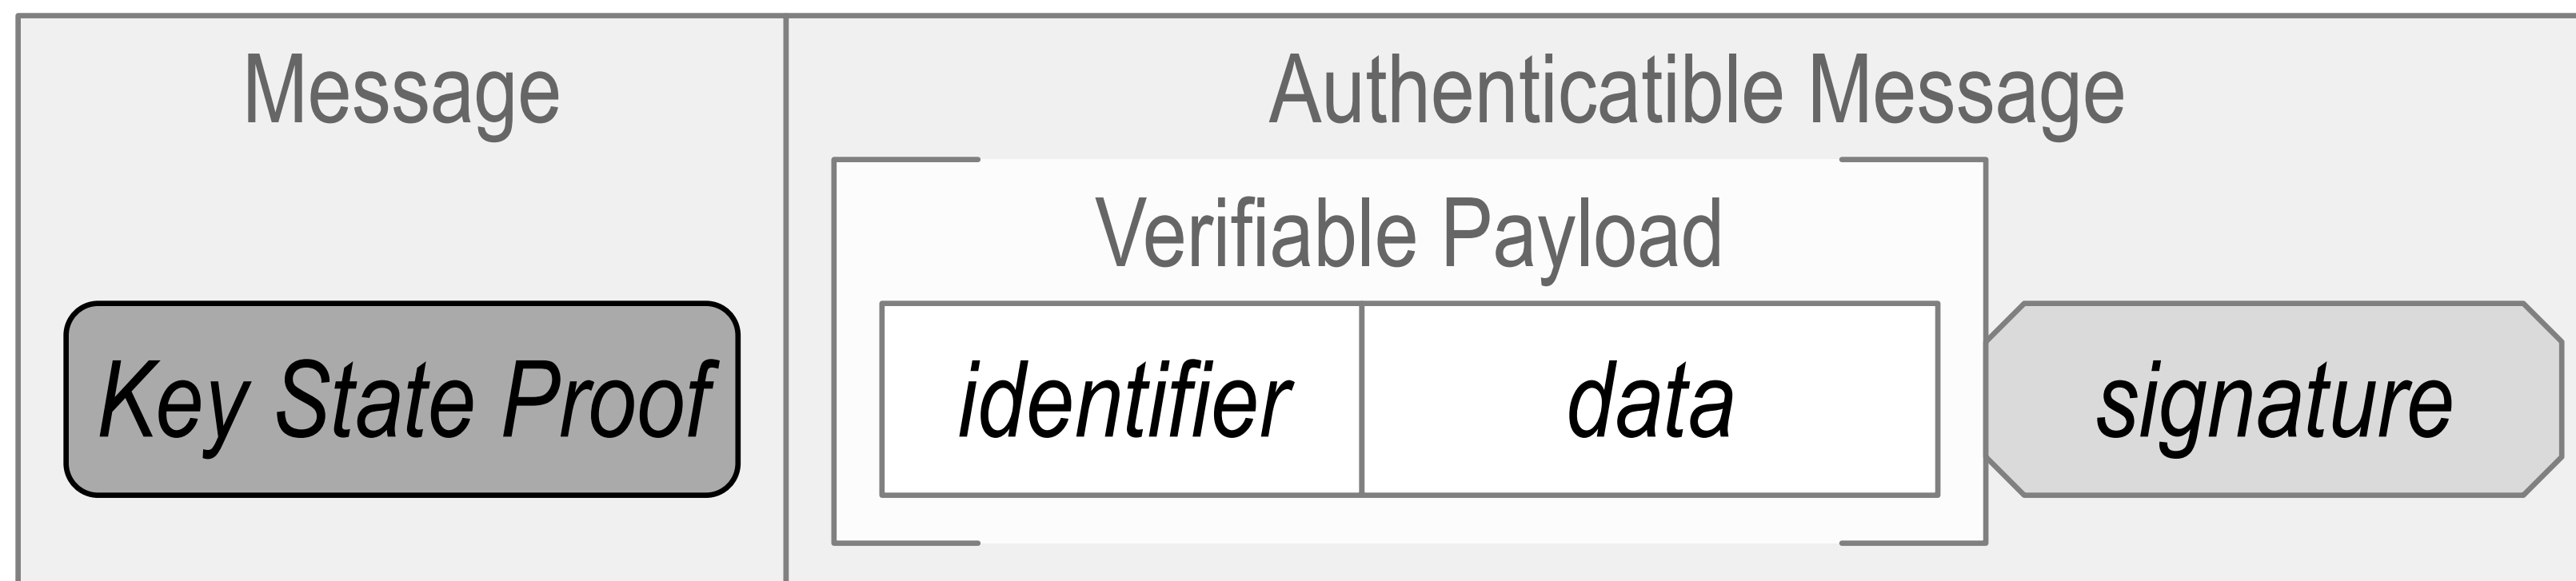 Message
Authenticatible Message
Verifiable Payload
Key State Proof
identifier
data
signature